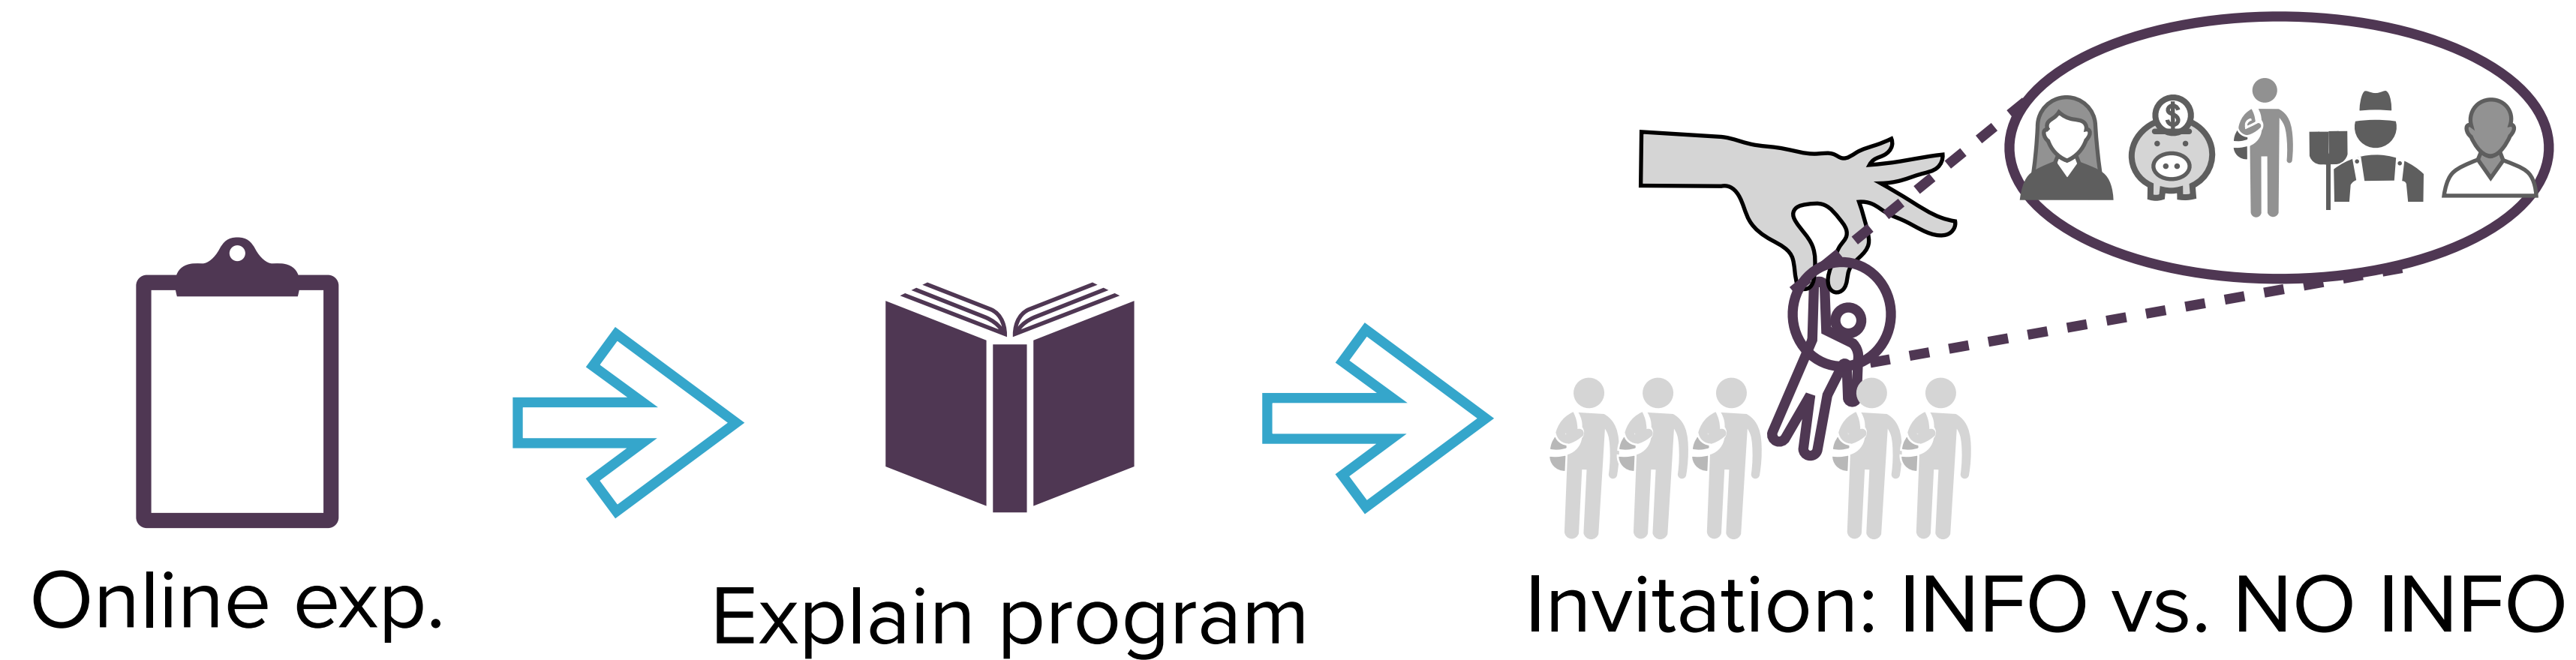 Online exp.
Explain program
Invitation: INFO vs. NO INFO
$